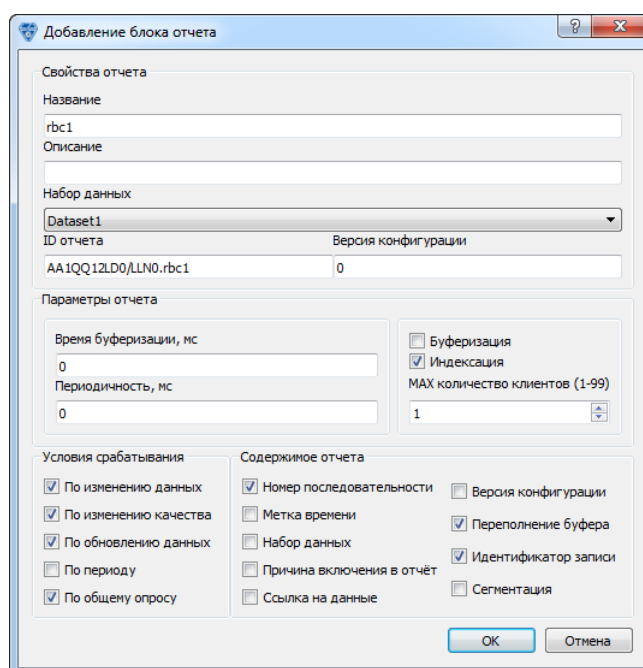 Добавление блока отчета
Свойства отчета
Название
rbc1
Описание
Набор данных
Dataset1
ID отчета Версия конфигурации
AA1QQ12LD0/LLN0.rbc1 0
Параметры отчета
Время буферизации, мс
0
Периодичность, мс
0
Буферизация
Индексация
MAX количество клиентов (1-99)
1
Условия срабатывания
По изменению данных
По изменению качества
По обновлению данных
По периоду
По общему опросу
Содержимое отчета
Номер последовательности
Метка времени
Набор данных
Причина включения в отчёт
Ссылка на данные
Версия конфигурации
Переполнение буфера
Идентификатор записи
Сегментация
OK Отмена